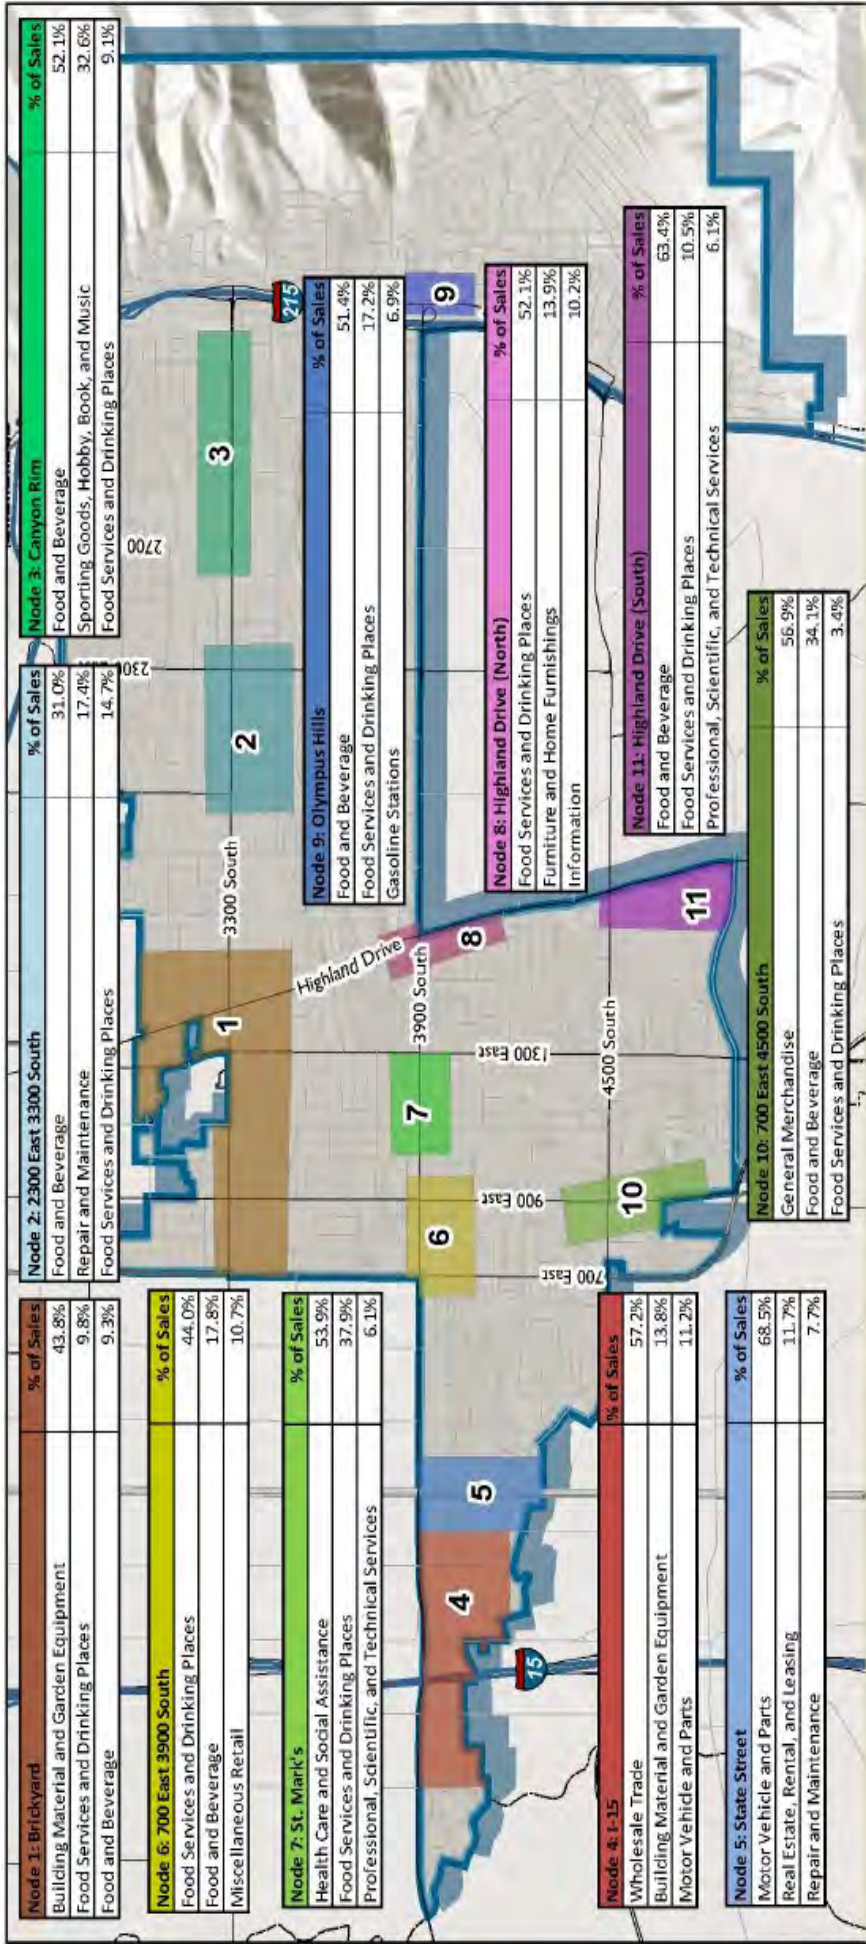 Node 1: Brickyard % of Sales
Building Material and Garden Equipment 43.8%
Food Services and Drinking Places 9.8%
Food and Beverage 9.3%
Node 2: 2300 East 3300 South % of Sales
Food and Beverage 31.0%
Repair and Maintenance 17.4%
Food Services and Drinking Places 14.7%
Node 3: Canyon Rim % of Sales
Food and Beverage 52.1%
Sporting Goods, Hobby, Book, and Music 32.6%
Food Services and Drinking Places 9.1%
Node 6: 700 East 3900 South % of Sales
Food Services and Drinking Places 44.0%
Food and Beverage 17.8%
Miscellaneous Retail 10.7%
Node 7: St. Mark's % of Sales
Health Care and Social Assistance 53.9%
Food Services and Drinking Places 37.9%
Professional, Scientific, and Technical Services 6.1%
Node 9: Olympus Hills % of Sales
Food and Beverage 51.4%
Food Services and Drinking Places 17.2%
Gasoline Stations 6.9%
Node 8: Highland Drive (North) % of Sales
Food Services and Drinking Places 52.1%
Furniture and Home Furnishings 13.9%
Information 10.2%
Node 4: I-15 % of Sales
Wholesale Trade 57.2%
Building Material and Garden Equipment 13.8%
Motor Vehicle and Parts 11.2%
Node 11: Highland Drive (South) % of Sales
Food and Beverage 63.4%
Food Services and Drinking Places 10.5%
Professional, Scientific, and Technical Services 6.1%
Node 5: State Street % of Sales
Motor Vehicle and Parts 68.5%
Real Estate, Rental, and Leasing 11.7%
Repair and Maintenance 7.7%
Node 10: 700 East 4500 South % of Sales
General Merchandise 56.9%
Food and Beverage 34.1%
Food Services and Drinking Places 3.4%
2700
3300 South
1
2
3
215
Highland Drive
3900 South
4
5
6
7
8
9
1300 East
900 East
700 East
4500 South
10
11
15